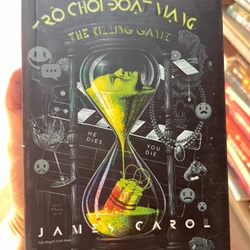 TRÒ CHƠI ĐOẠT MẠNG
THE KILLING GAME
HE
DIES
YOU
DIE
JAMES CAROL